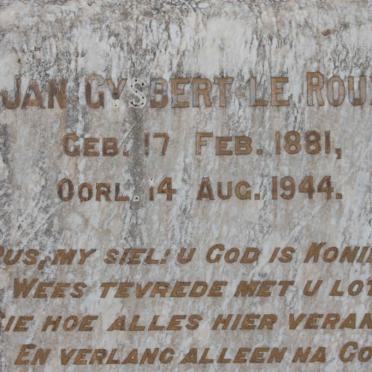 JAN GYSBERT LE ROU
GEB. 17 FEB. 1881,
OORL. 14 AUG. 1944.
RUS, MY SIEL! U GOD IS KONIN
WEES TEVREDE MET U LOT
SIE HOE ALLES HIER VERAN
EN VERLANG ALLEEN NA GO